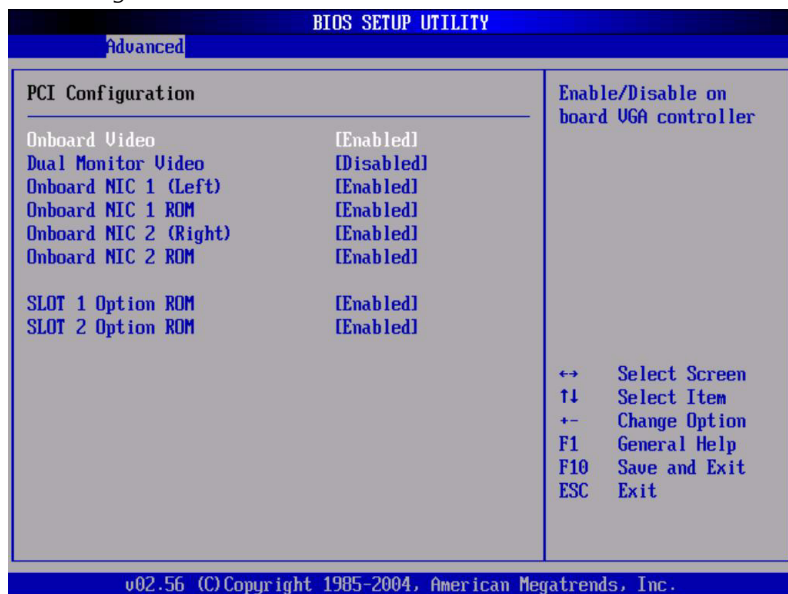 BIOS SETUP UTILITY
Advanced
PCI Configuration
Onboard Video [Enabled]
Dual Monitor Video [Disabled]
Onboard NIC 1 (Left) [Enabled]
Onboard NIC 1 ROM [Enabled]
Onboard NIC 2 (Right) [Enabled]
Onboard NIC 2 ROM [Enabled]
SLOT 1 Option ROM [Enabled]
SLOT 2 Option ROM [Enabled]
Enable/Disable on
board VGA controller
↔ Select Screen
↑↓ Select Item
+- Change Option
F1 General Help
F10 Save and Exit
ESC Exit
v02.56 (C)Copyright 1985-2004, American Megatrends, Inc.